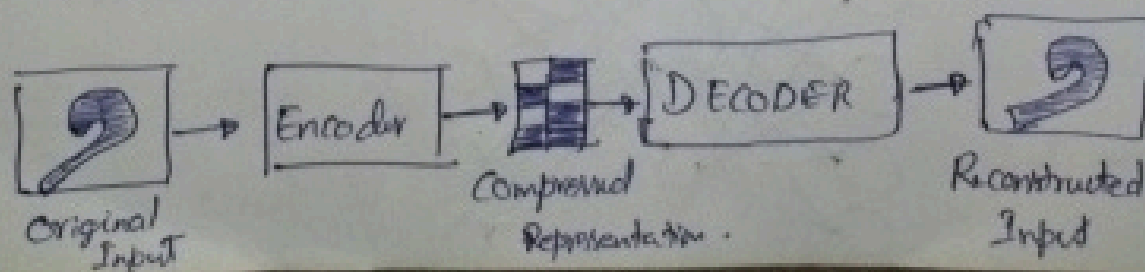 Encoder
DECODER
Original
Input
Compressed
Representation.
Reconstructed
Input